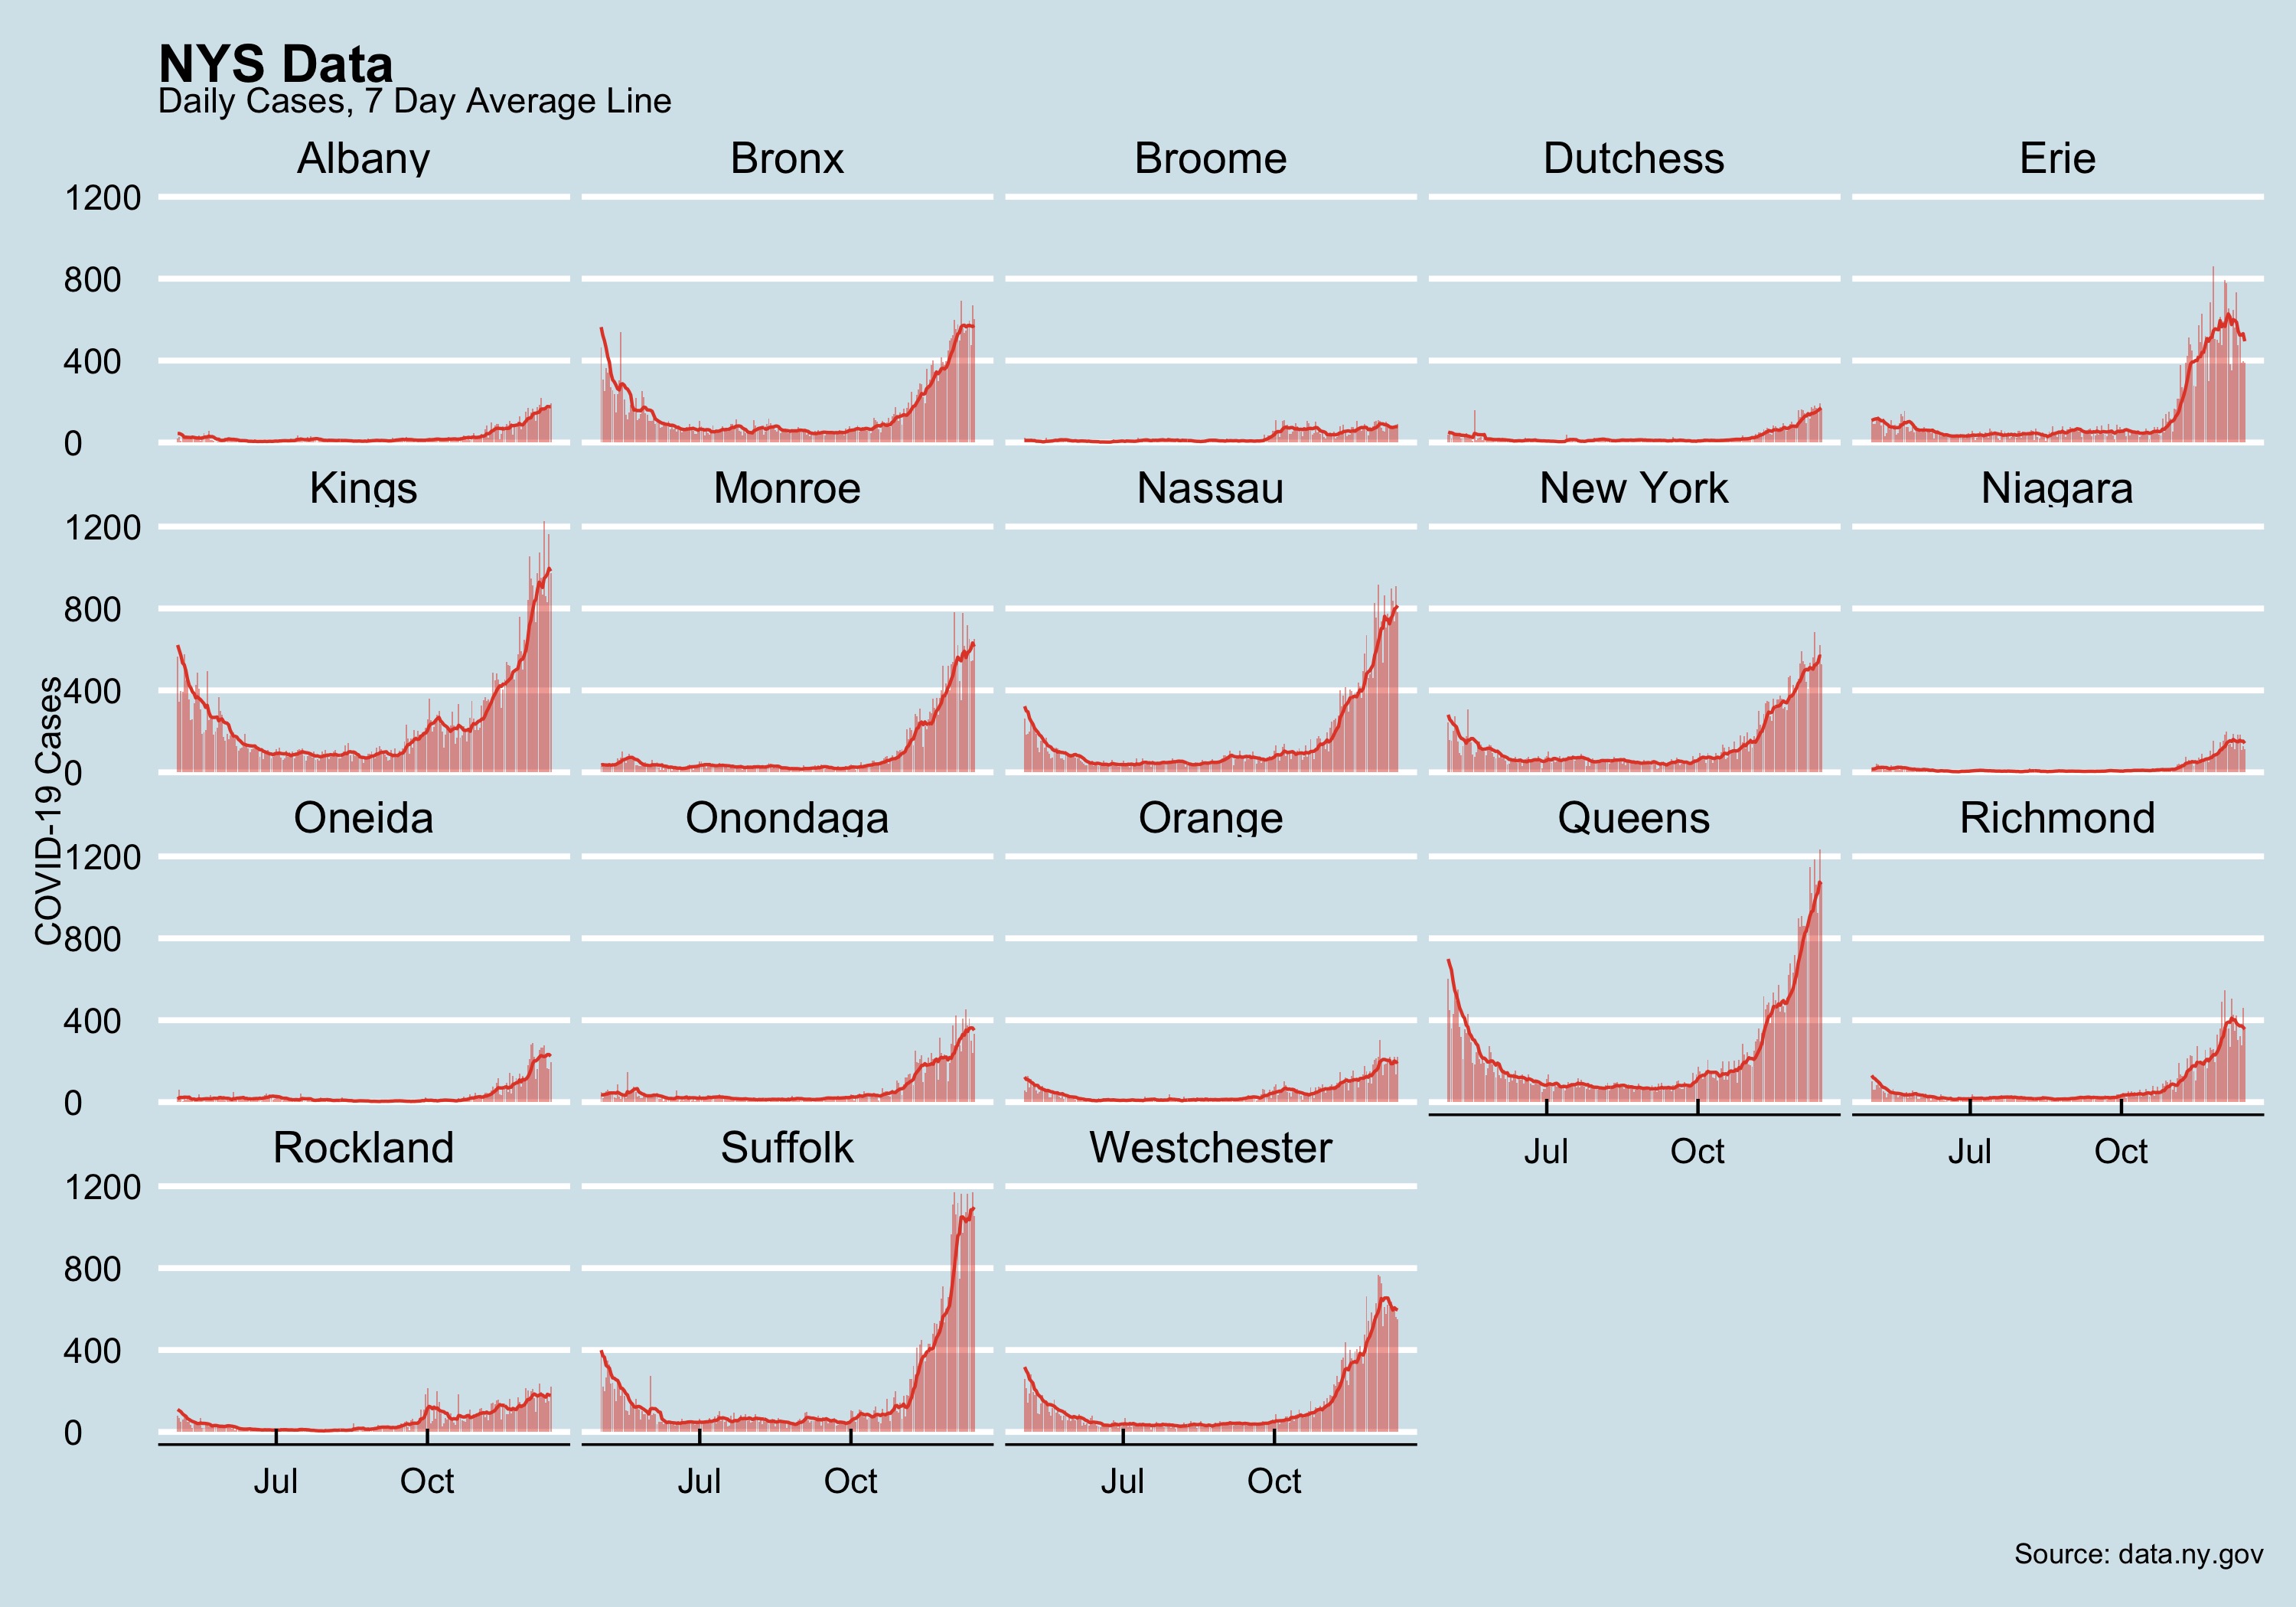 NYS Data
Daily Cases, 7 Day Average Line
Albany Bronx Broome Dutchess Erie
1200
800
400
0
Kings Monroe Nassau New York Niagara
1200
800
400
0
COVID-19 Cases
Oneida Onondaga Orange Queens Richmond
1200
800
400
0
Jul Oct Jul Oct
Rockland Suffolk Westchester
1200
800
400
0
Jul Oct Jul Oct Jul Oct
Source: data.ny.gov